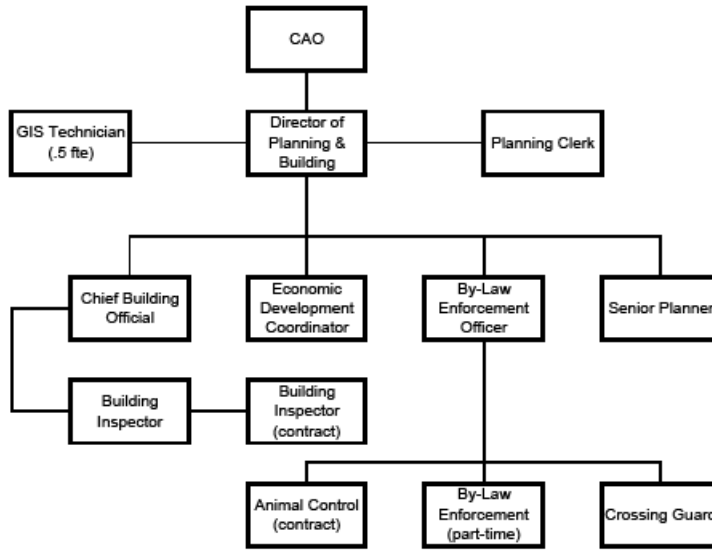 CAO
GIS Technician
(.5 fte)
Director of
Planning &
Building
Planning Clerk
Chief Building
Official
Economic
Development
Coordinator
By-Law
Enforcement
Officer
Senior Planner
Building
Inspector
Building
Inspector
(contract)
Animal Control
(contract)
By-Law
Enforcement
(part-time)
Crossing Guard